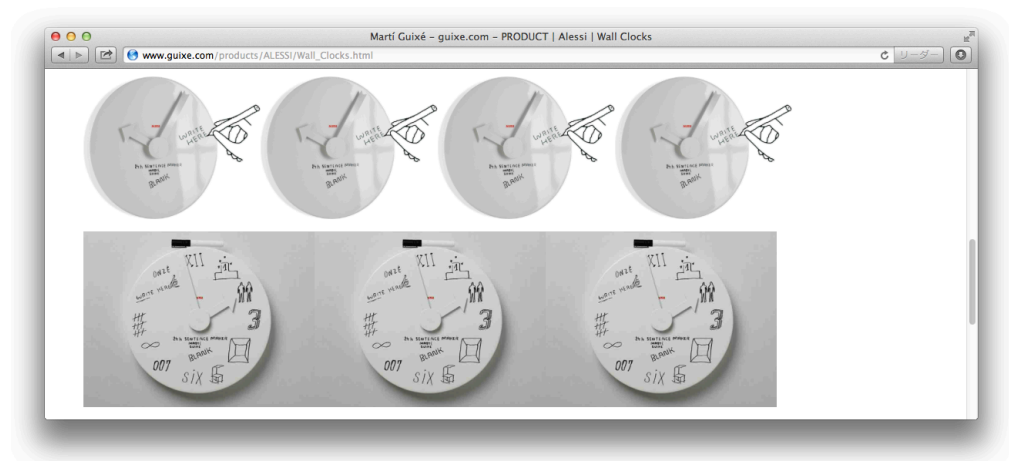 Martí Guixé – guixe.com – PRODUCT | Alessi | Wall Clocks
www.guixe.com/products/ALESSI/Wall_Clocks.html
リーダー
WRITE
HERE
BLANK
WRITE
HERE
BLANK
WRITE
HERE
BLANK
WRITE
HERE
BLANK
XII
ONZE
WRITE HERE
3
BLANK
007
SIX
XII
ONZE
WRITE HERE
3
BLANK
007
SIX
XII
ONZE
WRITE HERE
3
BLANK
007
SIX